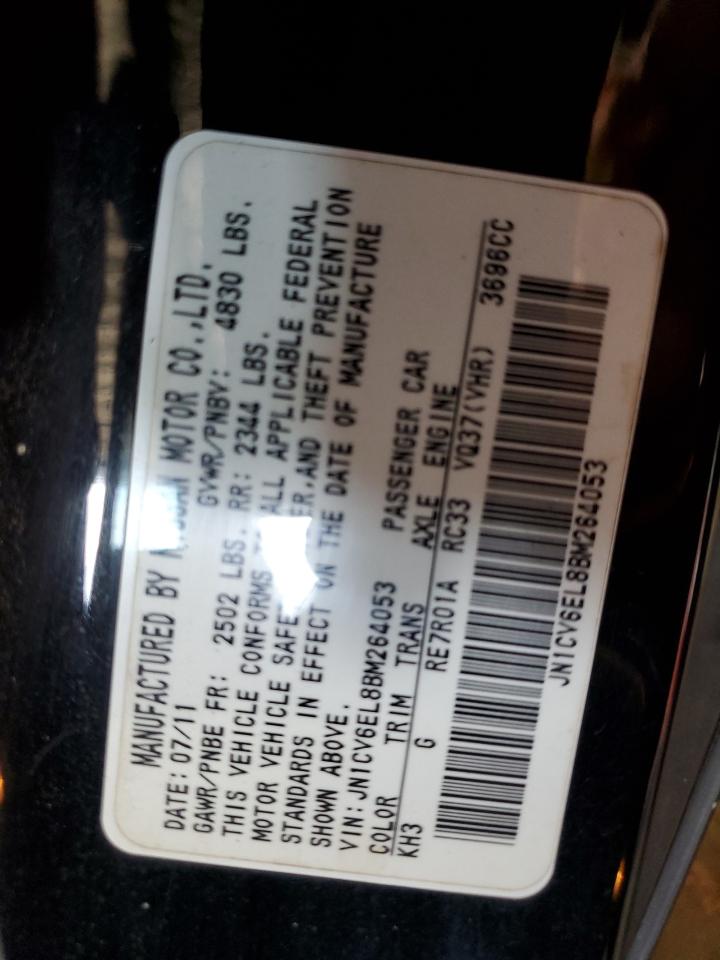 MANUFACTURED BY NISSAN MOTOR CO.,LTD.
DATE: 07/11 GVWR/PNBV: 4830 LBS.
GAWR/PNBE FR: 2502 LBS. RR: 2344 LBS.
THIS VEHICLE CONFORMS TO ALL APPLICABLE FEDERAL
MOTOR VEHICLE SAFETY, ,AND THEFT PREVENTION
STANDARDS IN EFFECT ON THE DATE OF MANUFACTURE
SHOWN ABOVE.
VIN: JN1CV6EL8BM264053 PASSENGER CAR
COLOR TRIM TRANS AXLE ENGINE
KH3 G RE7R01A RC33 VQ37(VHR) 3696CC
JN1CV6EL8BM264053